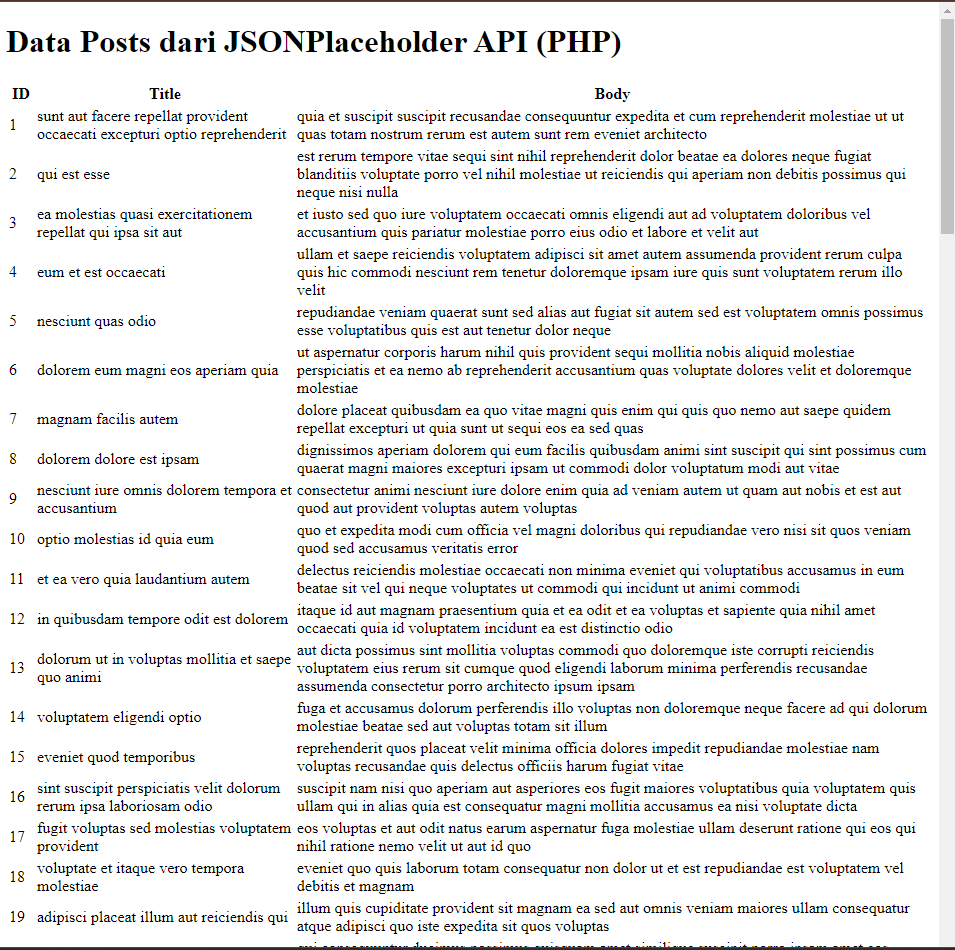 Data Posts dari JSONPlaceholder API (PHP)
ID Title Body
1 sunt aut facere repellat provident occaecati excepturi optio reprehenderit quia et suscipit suscipit recusandae consequuntur expedita et cum reprehenderit molestiae ut ut quas totam nostrum rerum est autem sunt rem eveniet architecto
2 qui est esse est rerum tempore vitae sequi sint nihil reprehenderit dolor beatae ea dolores neque fugiat blanditiis voluptate porro vel nihil molestiae ut reiciendis qui aperiam non debitis possimus qui neque nisi nulla
3 ea molestias quasi exercitationem repellat qui ipsa sit aut et iusto sed quo iure voluptatem occaecati omnis eligendi aut ad voluptatem doloribus vel accusantium quis pariatur molestiae porro eius odio et labore et velit aut
4 eum et est occaecati ullam et saepe reiciendis voluptatem adipisci sit amet autem assumenda provident rerum culpa quis hic commodi nesciunt rem tenetur doloremque ipsam iure quis sunt voluptatem rerum illo velit
5 nesciunt quas odio repudiandae veniam quaerat sunt sed alias aut fugiat sit autem sed est voluptatem omnis possimus esse voluptatibus quis est aut tenetur dolor neque
6 dolorem eum magni eos aperiam quia ut aspernatur corporis harum nihil quis provident sequi mollitia nobis aliquid molestiae perspiciatis et ea nemo ab reprehenderit accusantium quas voluptate dolores velit et doloremque molestiae
7 magnam facilis autem dolore placeat quibusdam ea quo vitae magni quis enim qui quis quo nemo aut saepe quidem repellat excepturi ut quia sunt ut sequi eos ea sed quas
8 dolorem dolore est ipsam dignissimos aperiam dolorem qui eum facilis quibusdam animi sint suscipit qui sint possimus cum quaerat magni maiores excepturi ipsam ut commodi dolor voluptatum modi aut vitae
9 nesciunt iure omnis dolorem tempora et accusantium consectetur animi nesciunt iure dolore enim quia ad veniam autem ut quam aut nobis et est aut quod aut provident voluptas autem voluptas
10 optio molestias id quia eum quo et expedita modi cum officia vel magni doloribus qui repudiandae vero nisi sit quos veniam quod sed accusamus veritatis error
11 et ea vero quia laudantium autem delectus reiciendis molestiae occaecati non minima eveniet qui voluptatibus accusamus in eum beatae sit vel qui neque voluptates ut commodi qui incidunt ut animi commodi
12 in quibusdam tempore odit est dolorem itaque id aut magnam praesentium quia et ea odit et ea voluptas et sapiente quia nihil amet occaecati quia id voluptatem incidunt ea est distinctio odio
13 dolorum ut in voluptas mollitia et saepe quo animi aut dicta possimus sint mollitia voluptas commodi quo doloremque iste corrupti reiciendis voluptatem eius rerum sit cumque quod eligendi laborum minima perferendis recusandae assumenda consectetur porro architecto ipsum ipsam
14 voluptatem eligendi optio fuga et accusamus dolorum perferendis illo voluptas non doloremque neque facere ad qui dolorum molestiae beatae sed aut voluptas totam sit illum
15 eveniet quod temporibus reprehenderit quos placeat velit minima officia dolores impedit repudiandae molestiae nam voluptas recusandae quis delectus officiis harum fugiat vitae
16 sint suscipit perspiciatis velit dolorum rerum ipsa laboriosam odio suscipit nam nisi quo aperiam aut asperiores eos fugit maiores voluptatibus quia voluptatem quis ullam qui in alias quia est consequatur magni mollitia accusamus ea nisi voluptate dicta
17 fugit voluptas sed molestias voluptatem provident eos voluptas et aut odit natus earum aspernatur fuga molestiae ullam deserunt ratione qui eos qui nihil ratione nemo velit ut aut id quo
18 voluptate et itaque vero tempora molestiae eveniet quo quis laborum totam consequatur non dolor ut et est repudiandae est voluptatem vel debitis et magnam
19 adipisci placeat illum aut reiciendis qui illum quis cupiditate provident sit magnam ea sed aut omnis veniam maiores ullam consequatur atque adipisci quo iste expedita sit quos voluptas